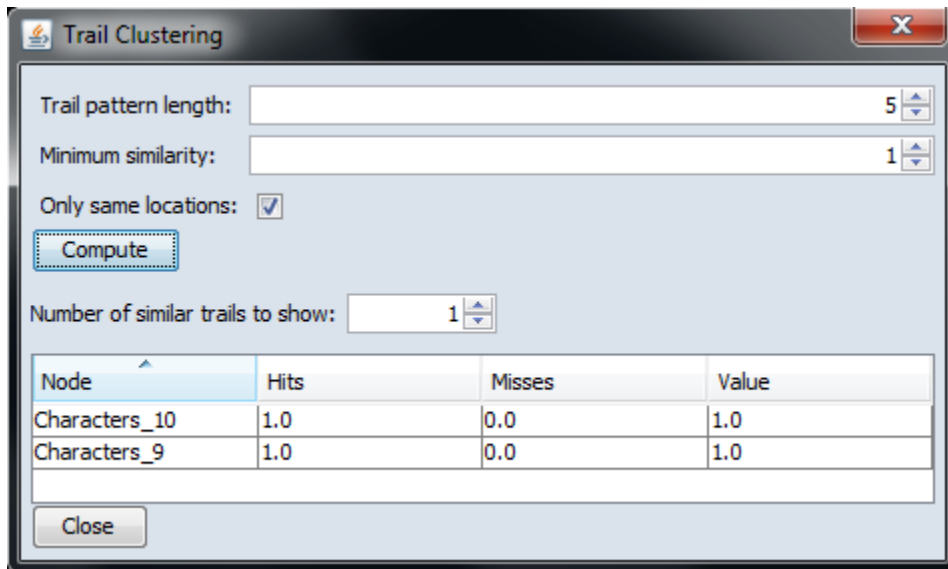 Trail Clustering
Trail pattern length: 5
Minimum similarity: 1
Only same locations:
Compute
Number of similar trails to show: 1
Node Hits Misses Value
Characters_10 1.0 0.0 1.0
Characters_9 1.0 0.0 1.0
Close